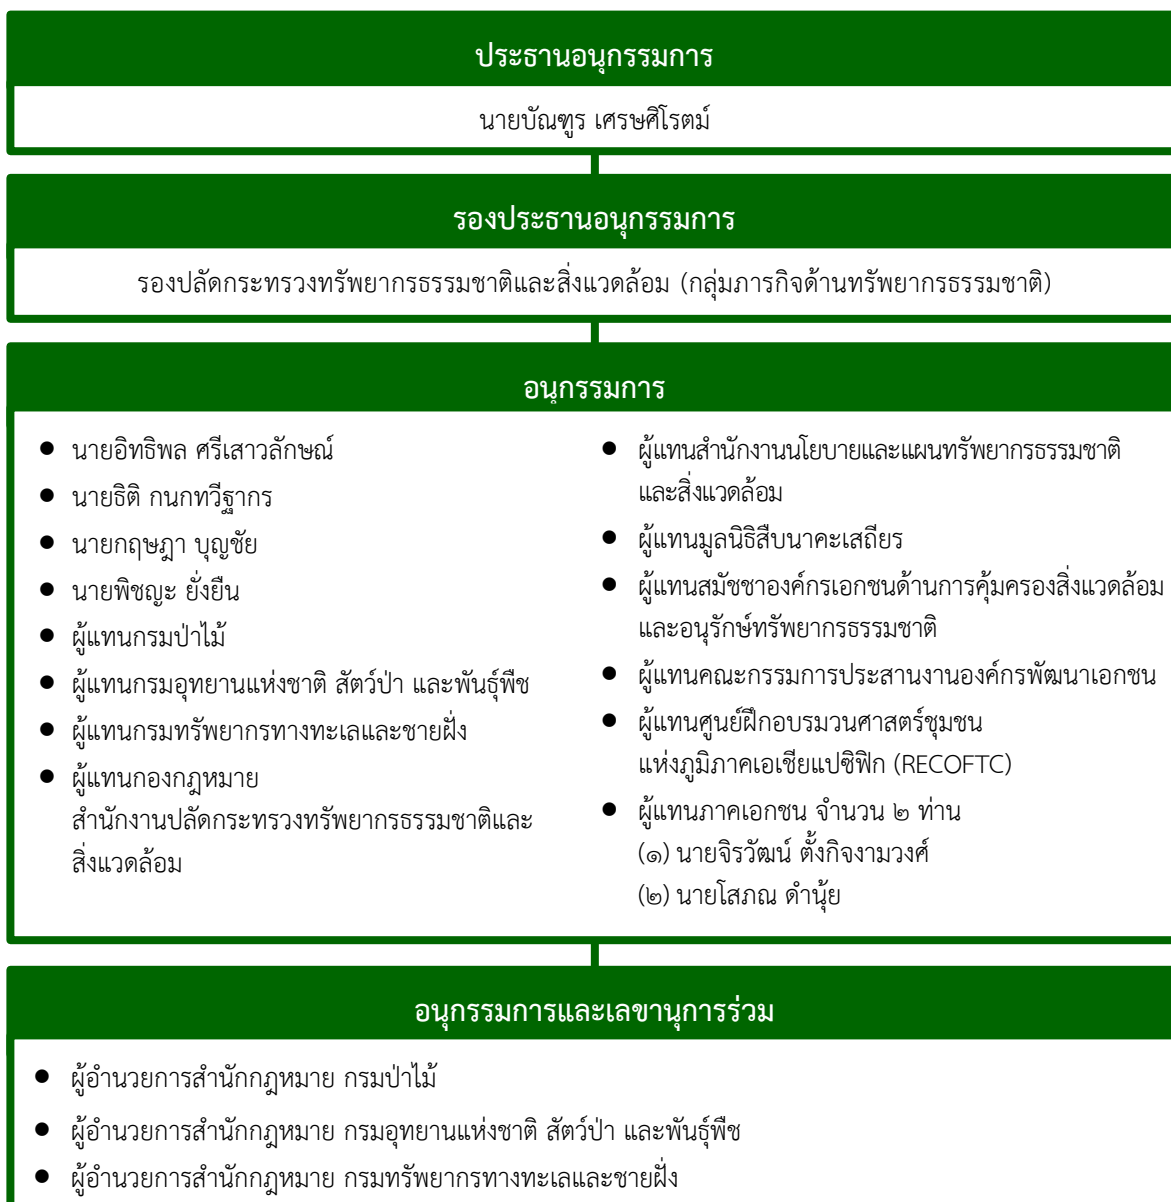 ประธานอนุกรรมการ
นายบัณฑูร เศรษศิโรตม์
รองประธานอนุกรรมการ
รองปลัดกระทรวงทรัพยากรธรรมชาติและสิ่งแวดล้อม (กลุ่มภารกิจด้านทรัพยากรธรรมชาติ)
อนุกรรมการ
● นายอิทธิพล ศรีเสาวลักษณ์
● นายธิติ กนกทวีฐากร
● นายกฤษฎา บุญชัย
● นายพิชญะ ยั่งยืน
● ผู้แทนกรมป่าไม้
● ผู้แทนกรมอุทยานแห่งชาติ สัตว์ป่า และพันธุ์พืช
● ผู้แทนกรมทรัพยากรทางทะเลและชายฝั่ง
● ผู้แทนกองกฎหมาย
สำนักงานปลัดกระทรวงทรัพยากรธรรมชาติและ
สิ่งแวดล้อม
● ผู้แทนสำนักงานนโยบายและแผนทรัพยากรธรรมชาติ
และสิ่งแวดล้อม
● ผู้แทนมูลนิธิสืบนาคะเสถียร
● ผู้แทนสมัชชาองค์กรเอกชนด้านการคุ้มครองสิ่งแวดล้อม
และอนุรักษ์ทรัพยากรธรรมชาติ
● ผู้แทนคณะกรรมการประสานงานองค์กรพัฒนาเอกชน
● ผู้แทนศูนย์ฝึกอบรมวนศาสตร์ชุมชน
แห่งภูมิภาคเอเชียแปซิฟิก (RECOFTC)
● ผู้แทนภาคเอกชน จำนวน ๒ ท่าน
(๑) นายจิรวัฒน์ ตั้งกิจงามวงศ์
(๒) นายโสภณ ดำนุ้ย
อนุกรรมการและเลขานุการร่วม
● ผู้อำนวยการสำนักกฎหมาย กรมป่าไม้
● ผู้อำนวยการสำนักกฎหมาย กรมอุทยานแห่งชาติ สัตว์ป่า และพันธุ์พืช
● ผู้อำนวยการสำนักกฎหมาย กรมทรัพยากรทางทะเลและชายฝั่ง